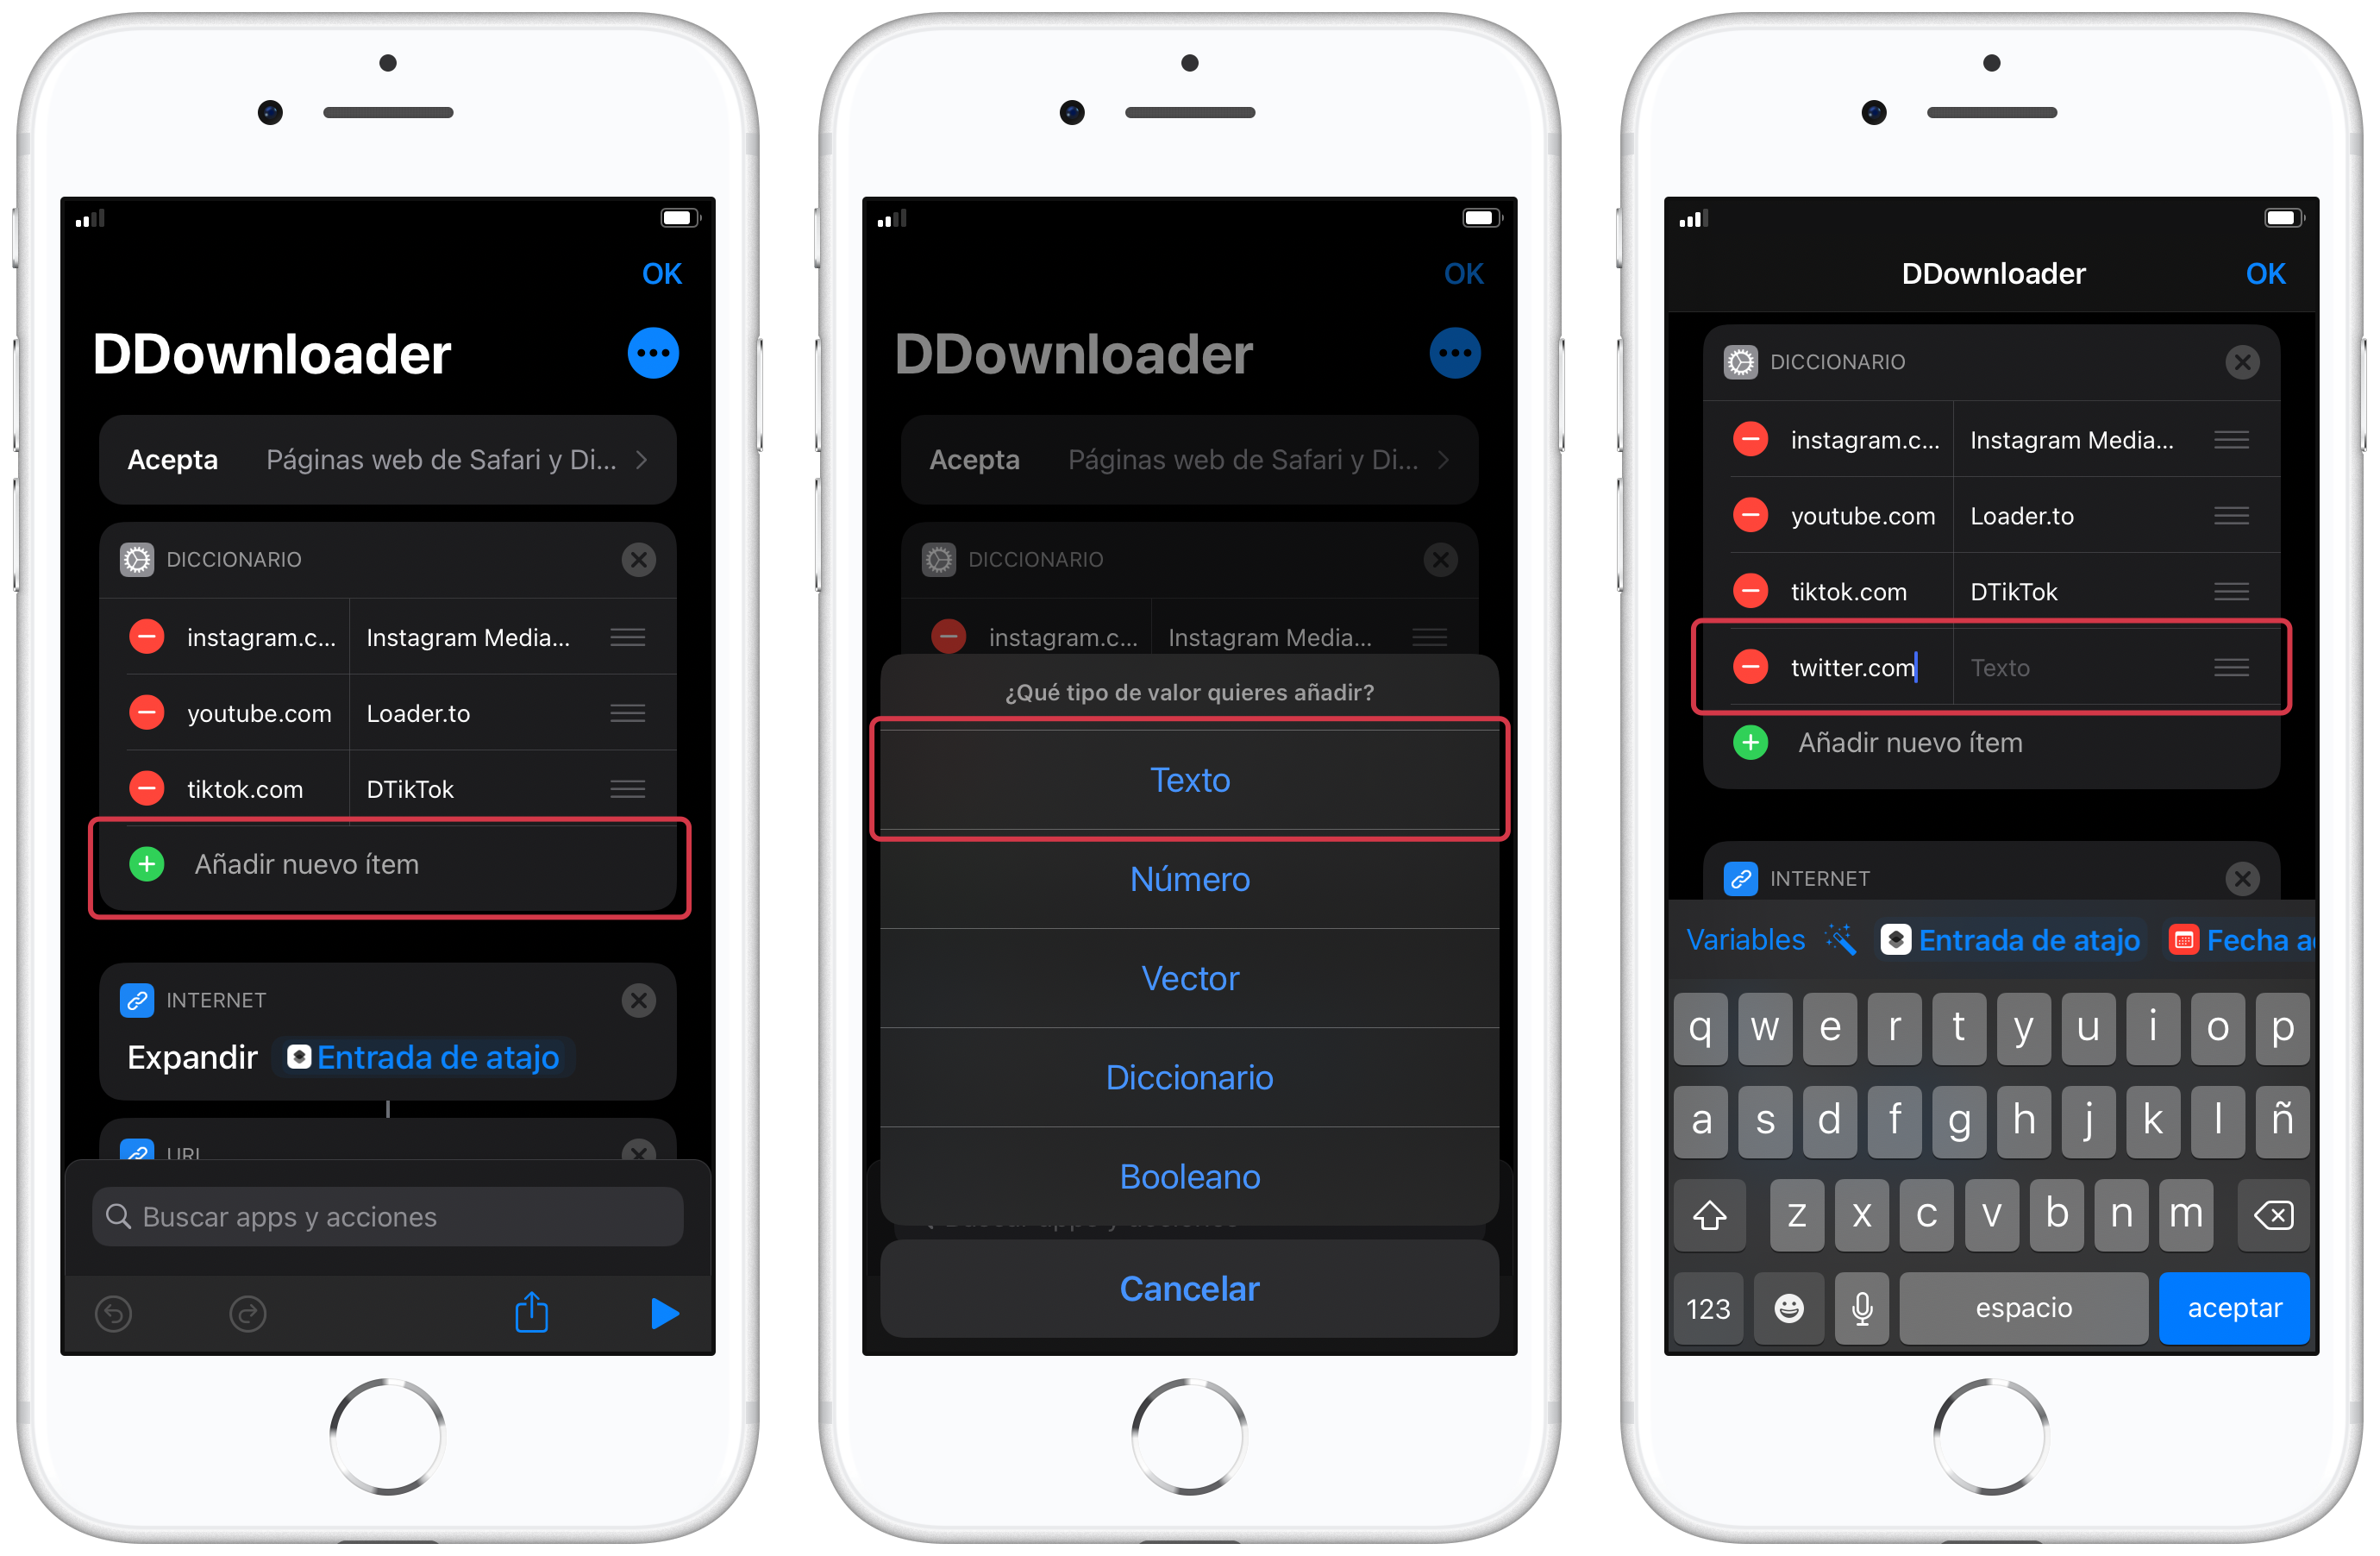 OK
DDownloader
Acepta Páginas web de Safari y Di...
DICCIONARIO
instagram.c... Instagram Media...
youtube.com Loader.to
tiktok.com DTikTok
Añadir nuevo ítem
INTERNET
Expandir Entrada de atajo
URL
Buscar apps y acciones
OK
DDownloader
Acepta Páginas web de Safari y Di...
DICCIONARIO
instagram.c... Instagram Media...
¿Qué tipo de valor quieres añadir?
Texto
Número
Vector
Diccionario
Booleano
Buscar apps y acciones
Cancelar
DDownloader OK
DICCIONARIO
instagram.c... Instagram Media...
youtube.com Loader.to
tiktok.com DTikTok
twitter.com Texto
Añadir nuevo ítem
INTERNET
Variables Entrada de atajo Fecha a
q w e r t y u i o p
a s d f g h j k l ñ
z x c v b n m
123 espacio aceptar